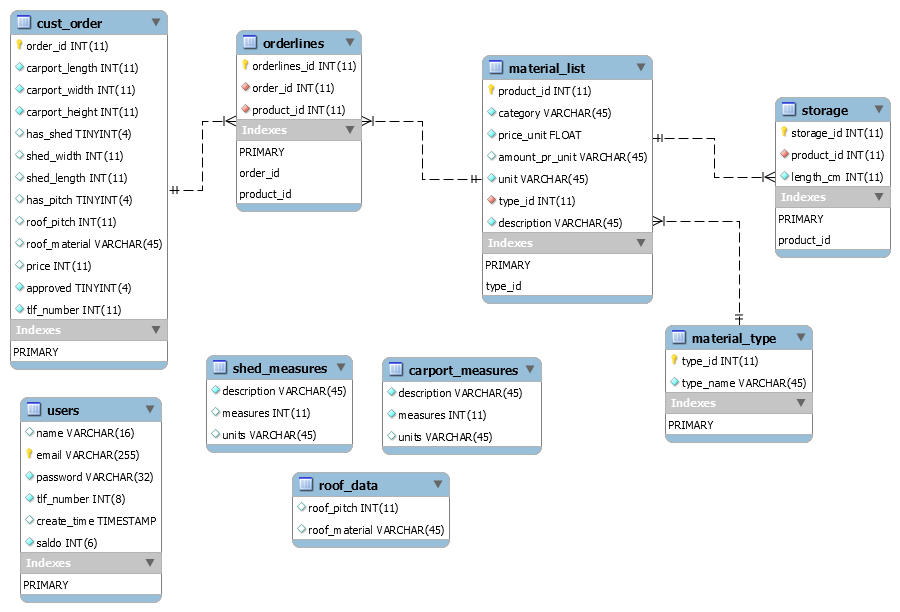 cust_order
order_id INT(11)
carport_length INT(11)
carport_width INT(11)
carport_height INT(11)
has_shed TINYINT(4)
shed_width INT(11)
shed_length INT(11)
has_pitch TINYINT(4)
roof_pitch INT(11)
roof_material VARCHAR(45)
price INT(11)
approved TINYINT(4)
tlf_number INT(11)
Indexes
PRIMARY
orderlines
orderlines_id INT(11)
order_id INT(11)
product_id INT(11)
Indexes
PRIMARY
order_id
product_id
material_list
product_id INT(11)
category VARCHAR(45)
price_unit FLOAT
amount_pr_unit VARCHAR(45)
unit VARCHAR(45)
type_id INT(11)
description VARCHAR(45)
Indexes
PRIMARY
type_id
storage
storage_id INT(11)
product_id INT(11)
length_cm INT(11)
Indexes
PRIMARY
product_id
material_type
type_id INT(11)
type_name VARCHAR(45)
Indexes
PRIMARY
shed_measures
description VARCHAR(45)
measures INT(11)
units VARCHAR(45)
carport_measures
description VARCHAR(45)
measures INT(11)
units VARCHAR(45)
users
name VARCHAR(16)
email VARCHAR(255)
password VARCHAR(32)
tlf_number INT(8)
create_time TIMESTAMP
saldo INT(6)
Indexes
PRIMARY
roof_data
roof_pitch INT(11)
roof_material VARCHAR(45)